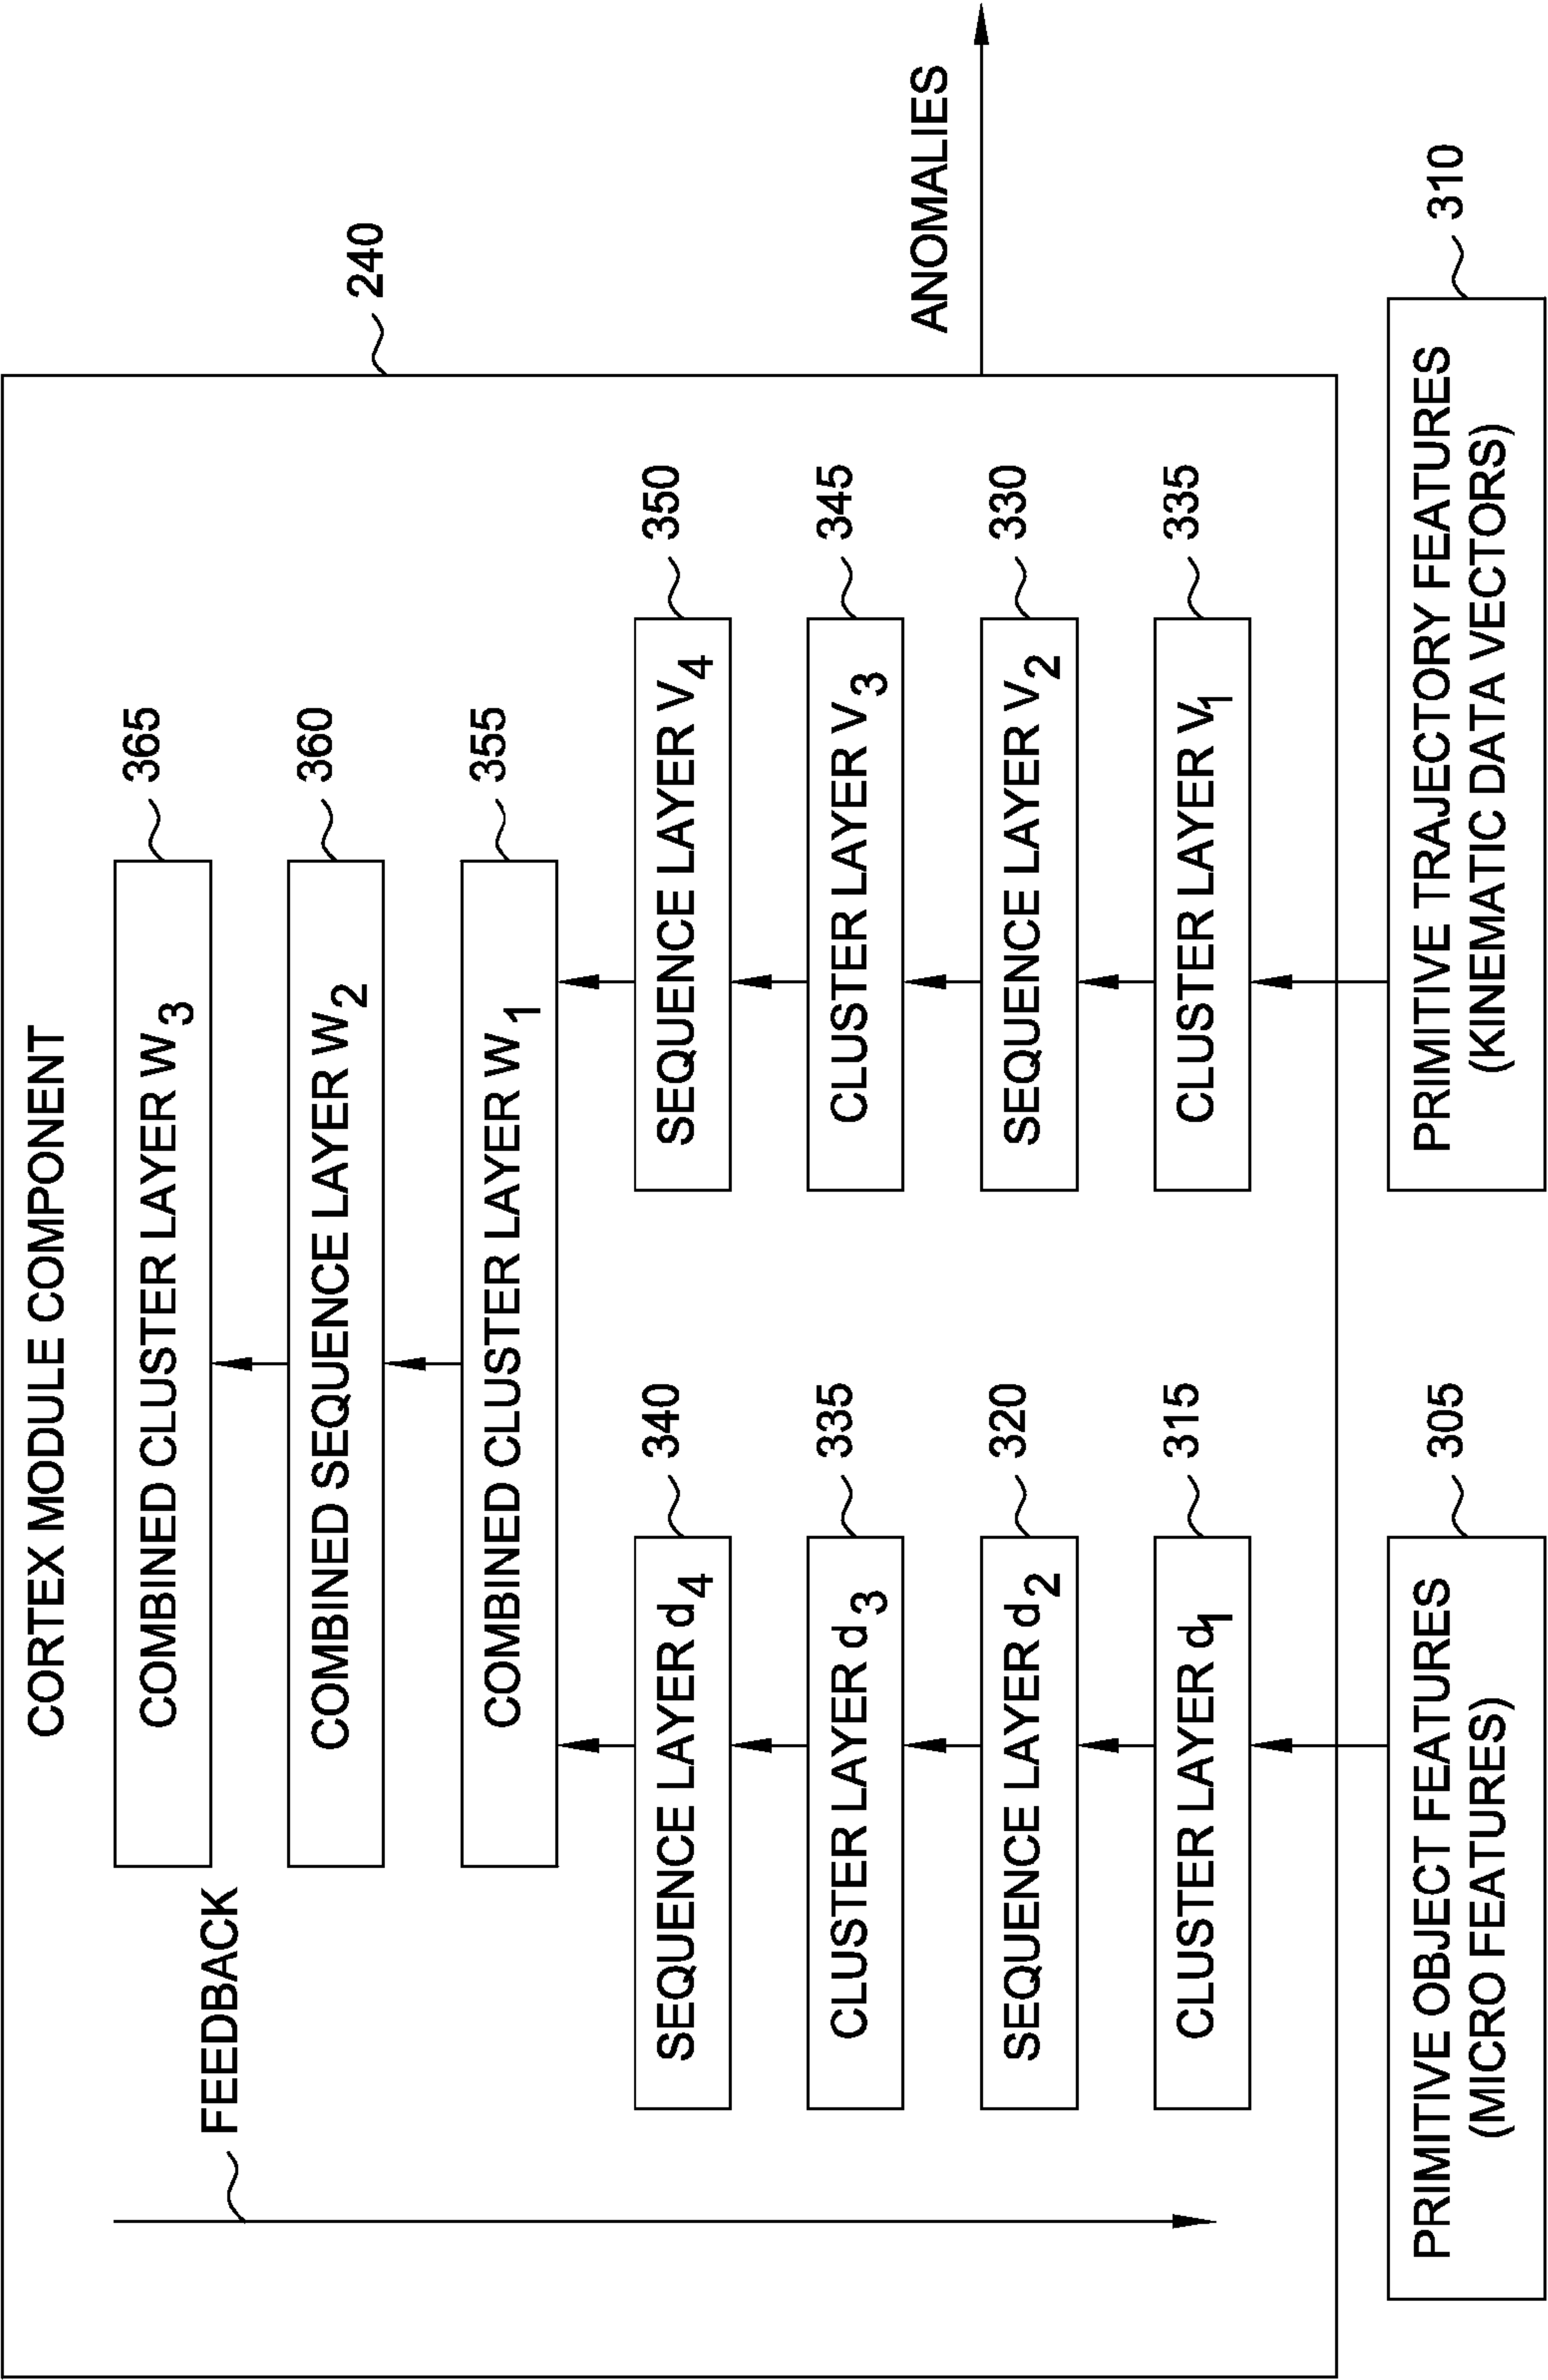 CORTEX MODULE COMPONENT
240
COMBINED CLUSTER LAYER W3
365
FEEDBACK
COMBINED SEQUENCE LAYER W2
360
COMBINED CLUSTER LAYER W1
355
SEQUENCE LAYER d4
340
SEQUENCE LAYER V4
350
CLUSTER LAYER d3
335
CLUSTER LAYER V3
345
SEQUENCE LAYER d2
320
SEQUENCE LAYER V2
330
ANOMALIES
CLUSTER LAYER d1
315
CLUSTER LAYER V1
335
PRIMITIVE OBJECT FEATURES
(MICRO FEATURES)
305
PRIMITIVE TRAJECTORY FEATURES
(KINEMATIC DATA VECTORS)
310